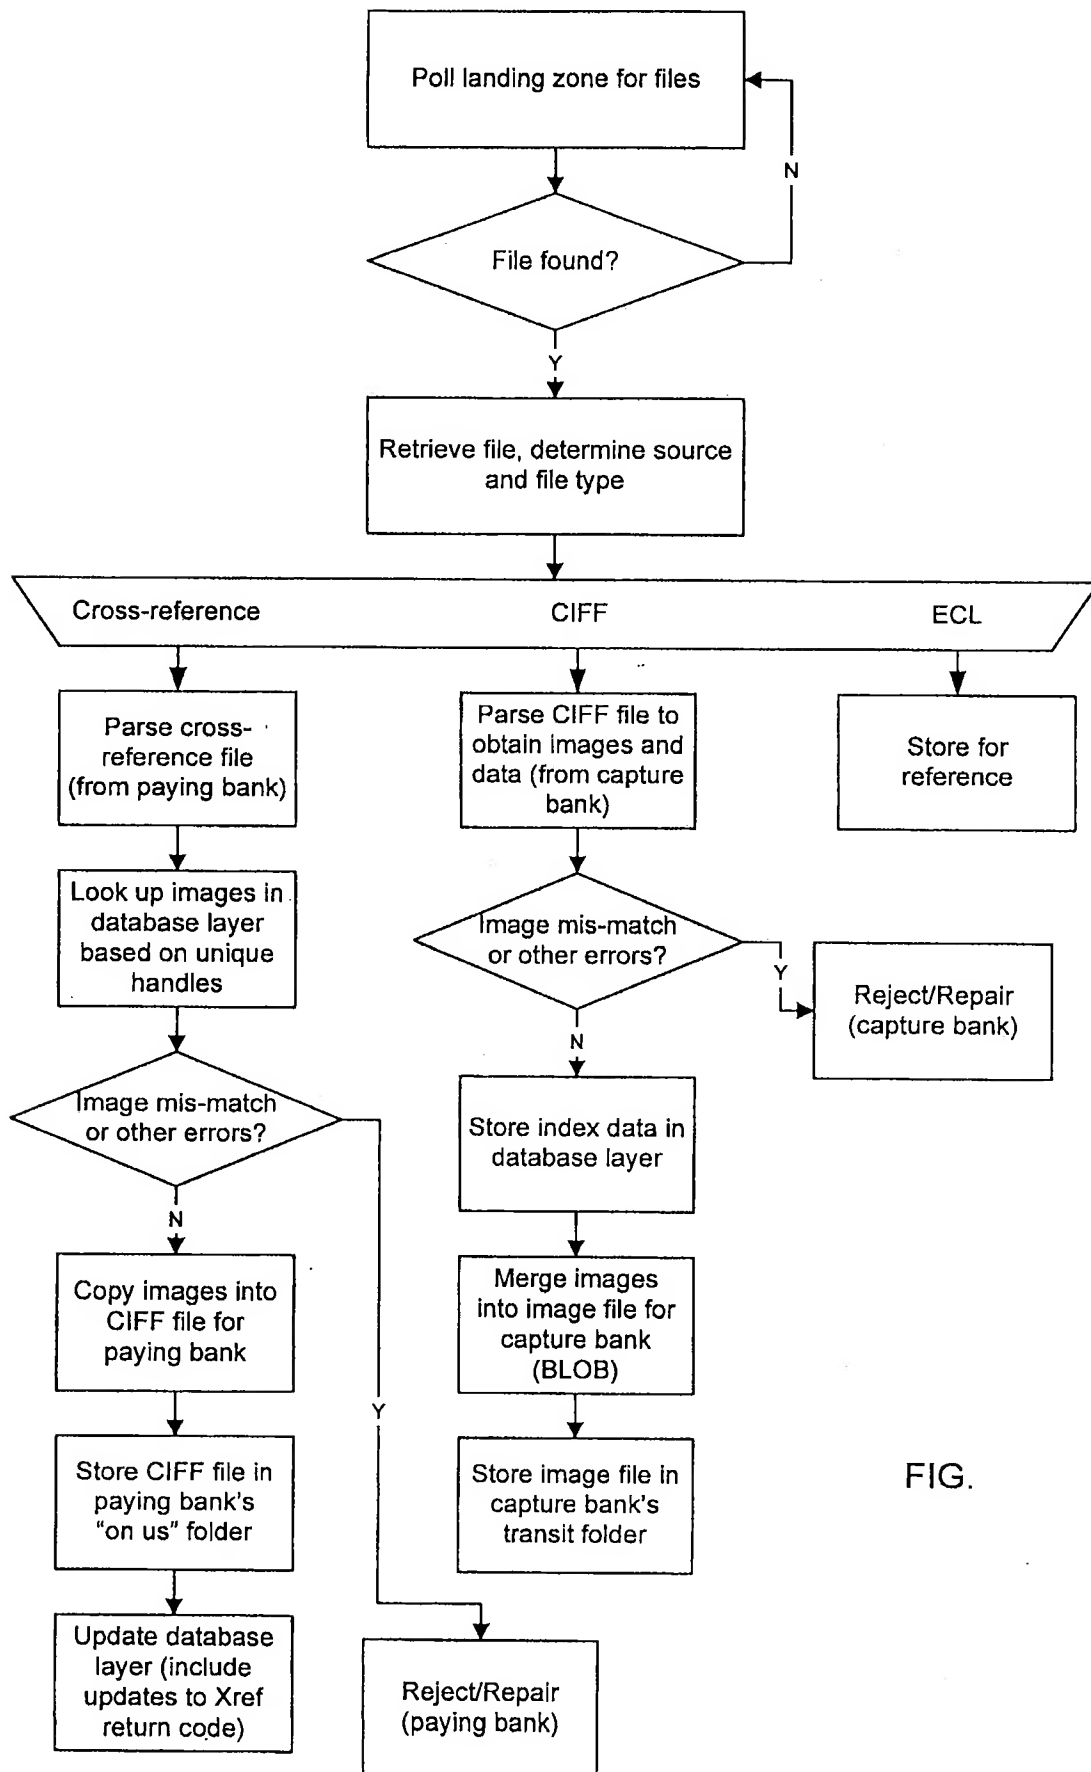 Poll landing zone for files
N
File found?
Y
Retrieve file, determine source
and file type
Cross-reference
CIFF
ECL
Parse cross-
reference file
(from paying bank)
Parse CIFF file to
obtain images and
data (from capture
bank)
Store for
reference
Look up images in
database layer
based on unique
handles
Image mis-match
or other errors?
Y
Reject/Repair
(capture bank)
N
Image mis-match
or other errors?
Store index data in
database layer
N
Copy images into
CIFF file for
paying bank
Merge images
into image file for
capture bank
(BLOB)
Y
Store CIFF file in
paying bank's
“on us” folder
Store image file in
capture bank's
transit folder
FIG.
Update database
layer (include
updates to Xref
return code)
Reject/Repair
(paying bank)